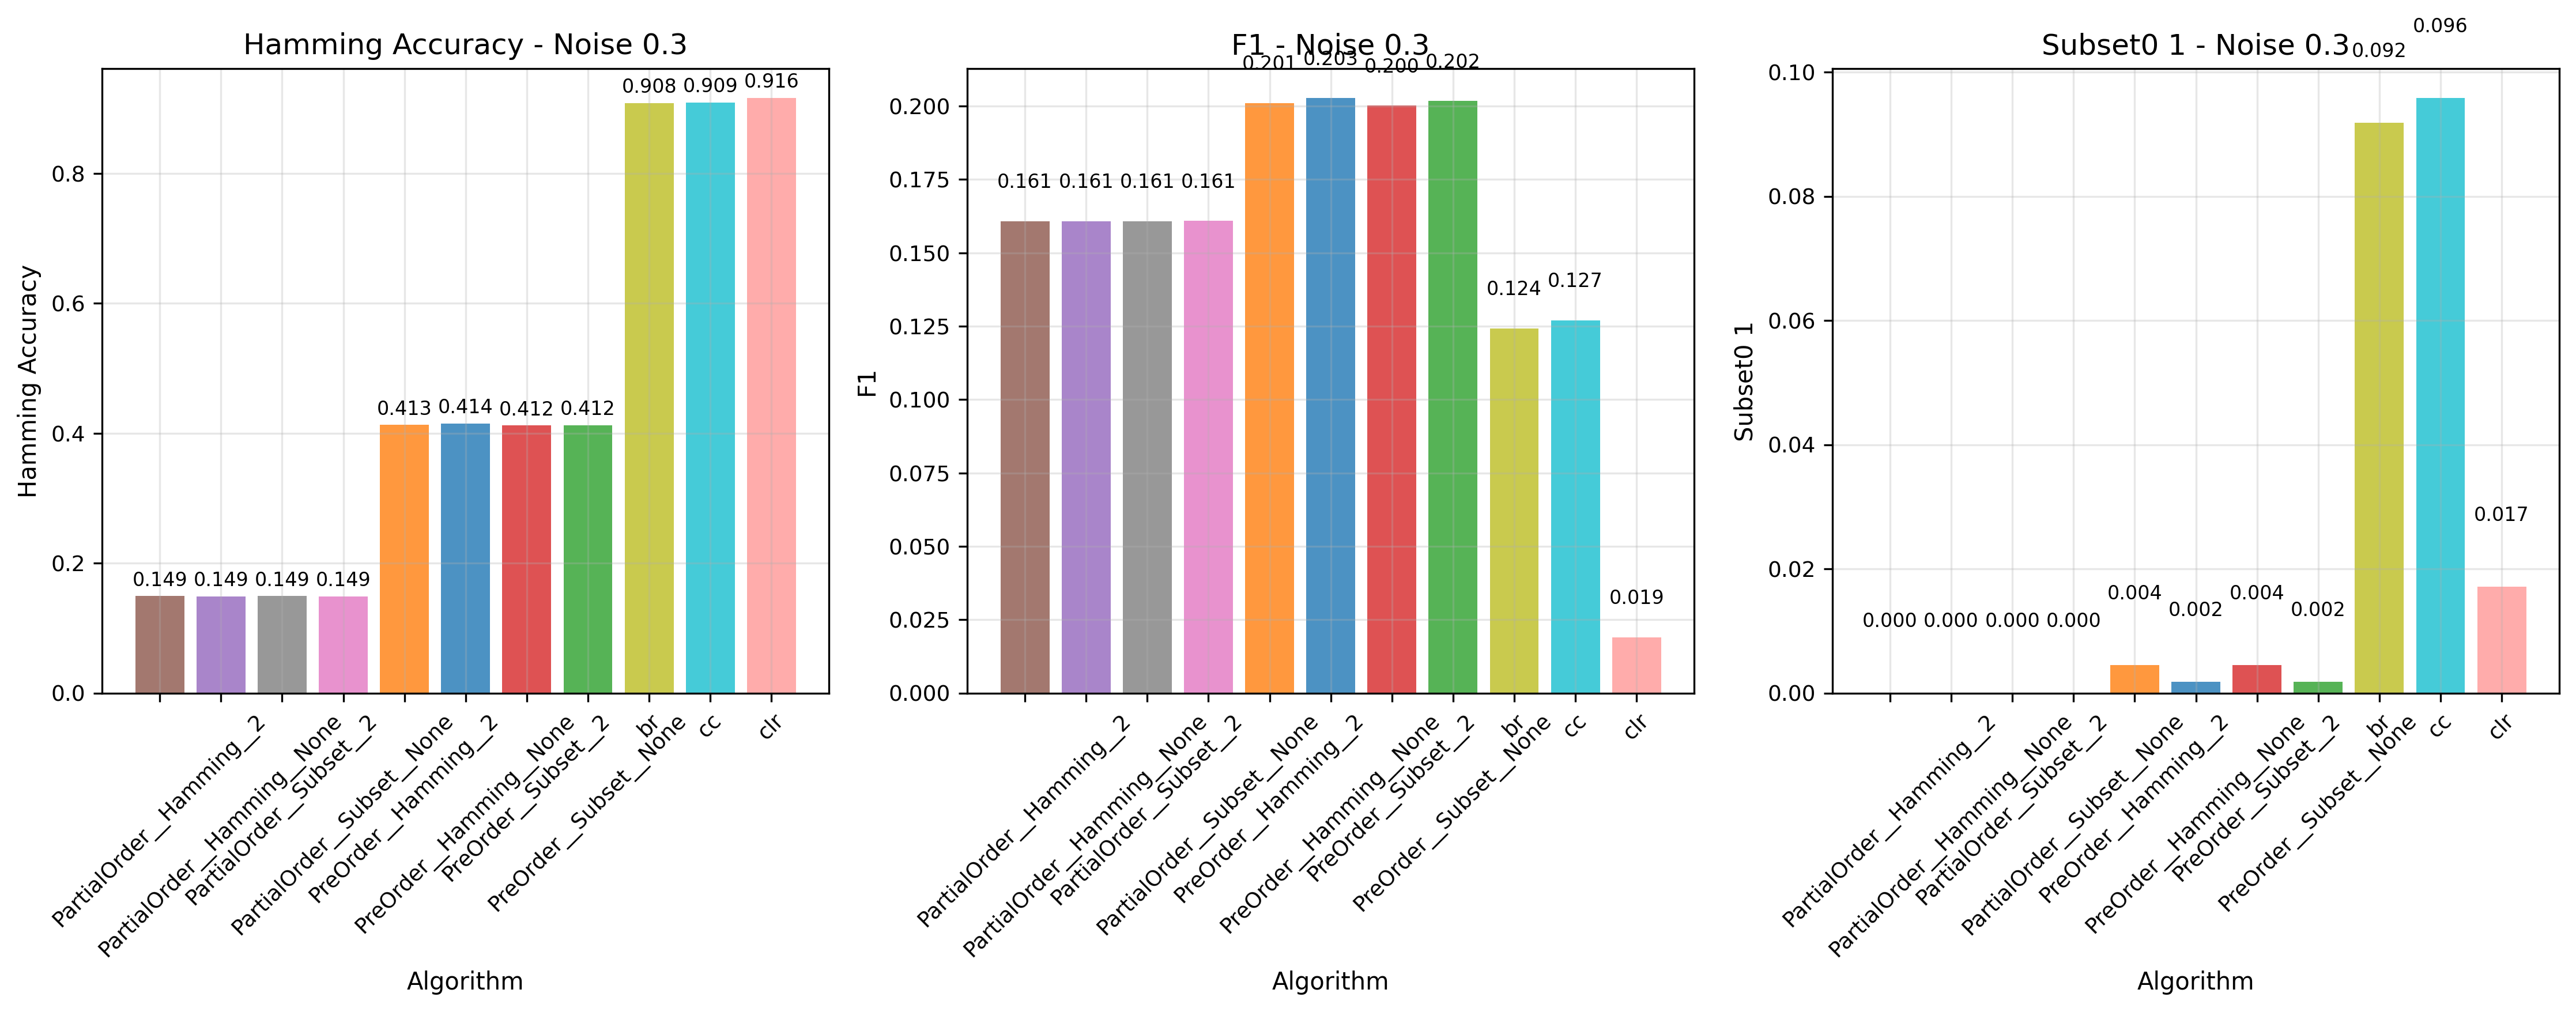 Hamming Accuracy - Noise 0.3
Hamming Accuracy
0.8
0.6
0.4
0.2
0.0
0.149 0.149 0.149 0.149 0.413 0.414 0.412 0.412 0.908 0.909 0.916
PartialOrder__Hamming__2
PartialOrder__Hamming__None
PartialOrder__Subset__2
PartialOrder__Subset__None
PreOrder__Hamming__2
PreOrder__Hamming__None
PreOrder__Subset__2
PreOrder__Subset__None
br
cc
clr
Algorithm
F1 - Noise 0.3
F1
0.200
0.175
0.150
0.125
0.100
0.075
0.050
0.025
0.000
0.161 0.161 0.161 0.161 0.201 0.203 0.200 0.202 0.124 0.127 0.019
PartialOrder__Hamming__2
PartialOrder__Hamming__None
PartialOrder__Subset__2
PartialOrder__Subset__None
PreOrder__Hamming__2
PreOrder__Hamming__None
PreOrder__Subset__2
PreOrder__Subset__None
br
cc
clr
Algorithm
Subset0 1 - Noise 0.3
Subset0 1
0.10
0.08
0.06
0.04
0.02
0.00
0.000 0.000 0.000 0.000 0.004 0.002 0.004 0.002 0.092 0.096 0.017
PartialOrder__Hamming__2
PartialOrder__Hamming__None
PartialOrder__Subset__2
PartialOrder__Subset__None
PreOrder__Hamming__2
PreOrder__Hamming__None
PreOrder__Subset__2
PreOrder__Subset__None
br
cc
clr
Algorithm